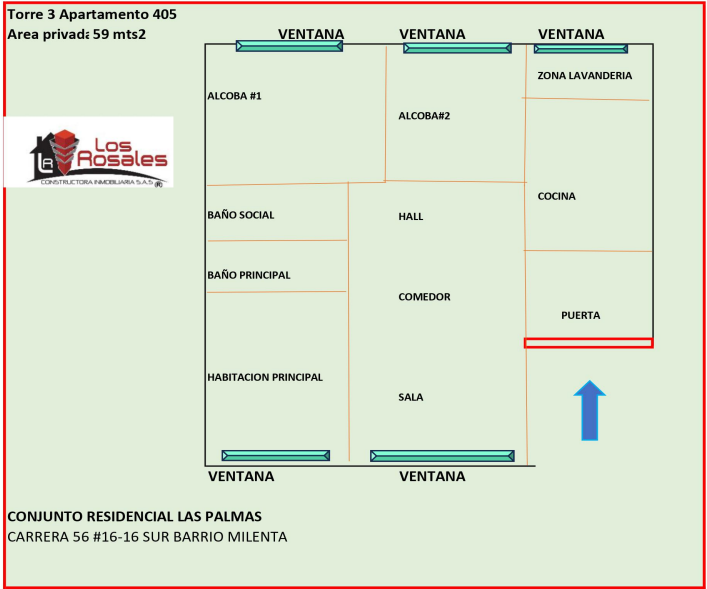 Torre 3 Apartamento 405
Area privada 59 mts2
VENTANA VENTANA VENTANA
ZONA LAVANDERIA
ALCOBA #1
ALCOBA#2
LR
Los
Rosales
CONSTRUCTORA INMOBILIARIA S.A.S (R)
COCINA
BAÑO SOCIAL
HALL
BAÑO PRINCIPAL
COMEDOR
PUERTA
HABITACION PRINCIPAL
SALA
VENTANA VENTANA
CONJUNTO RESIDENCIAL LAS PALMAS
CARRERA 56 #16-16 SUR BARRIO MILENTA